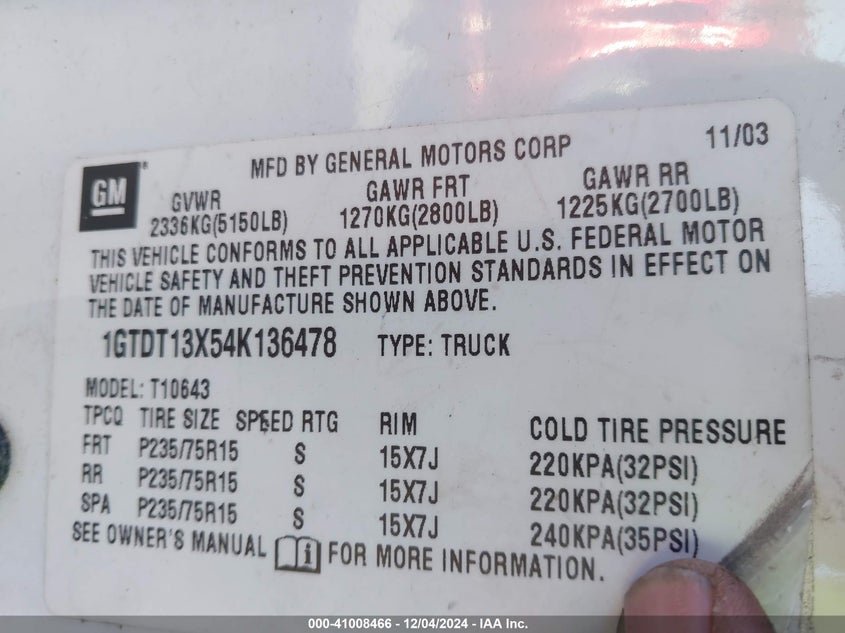 MFD BY GENERAL MOTORS CORP 11/03
GM
GVWR GAWR FRT GAWR RR
2336KG(5150LB) 1270KG(2800LB) 1225KG(2700LB)
THIS VEHICLE CONFORMS TO ALL APPLICABLE U.S. FEDERAL MOTOR
VEHICLE SAFETY AND THEFT PREVENTION STANDARDS IN EFFECT ON
THE DATE OF MANUFACTURE SHOWN ABOVE.
1GTDT13X54K136478 TYPE: TRUCK
MODEL: T10643
TPCQ TIRE SIZE SPEED RTG RIM COLD TIRE PRESSURE
FRT P235/75R15 S 15X7J 220KPA(32PSI)
RR P235/75R15 S 15X7J 220KPA(32PSI)
SPA P235/75R15 S 15X7J 240KPA(35PSI)
SEE OWNER'S MANUAL i FOR MORE INFORMATION.
000-41008466 - 12/04/2024 - IAA Inc.